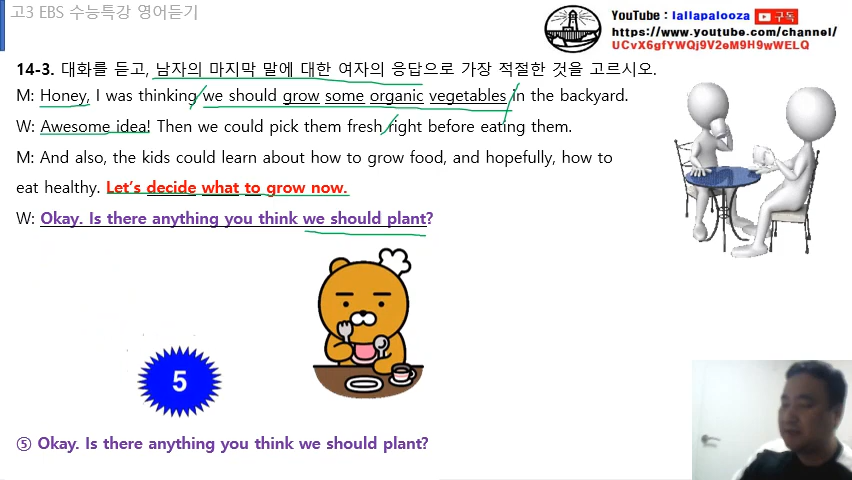 고3 EBS 수능특강 영어듣기
YouTube : lallapalooza 구독
https://www.youtube.com/channel/
UCvX6gfYWQj9V2eM9H9wWELQ
14-3. 대화를 듣고, 남자의 마지막 말에 대한 여자의 응답으로 가장 적절한 것을 고르시오.
M: Honey, I was thinking we should grow some organic vegetables in the backyard.
W: Awesome idea! Then we could pick them fresh right before eating them.
M: And also, the kids could learn about how to grow food, and hopefully, how to
eat healthy. Let's decide what to grow now.
W: Okay. Is there anything you think we should plant?
5
⑤ Okay. Is there anything you think we should plant?